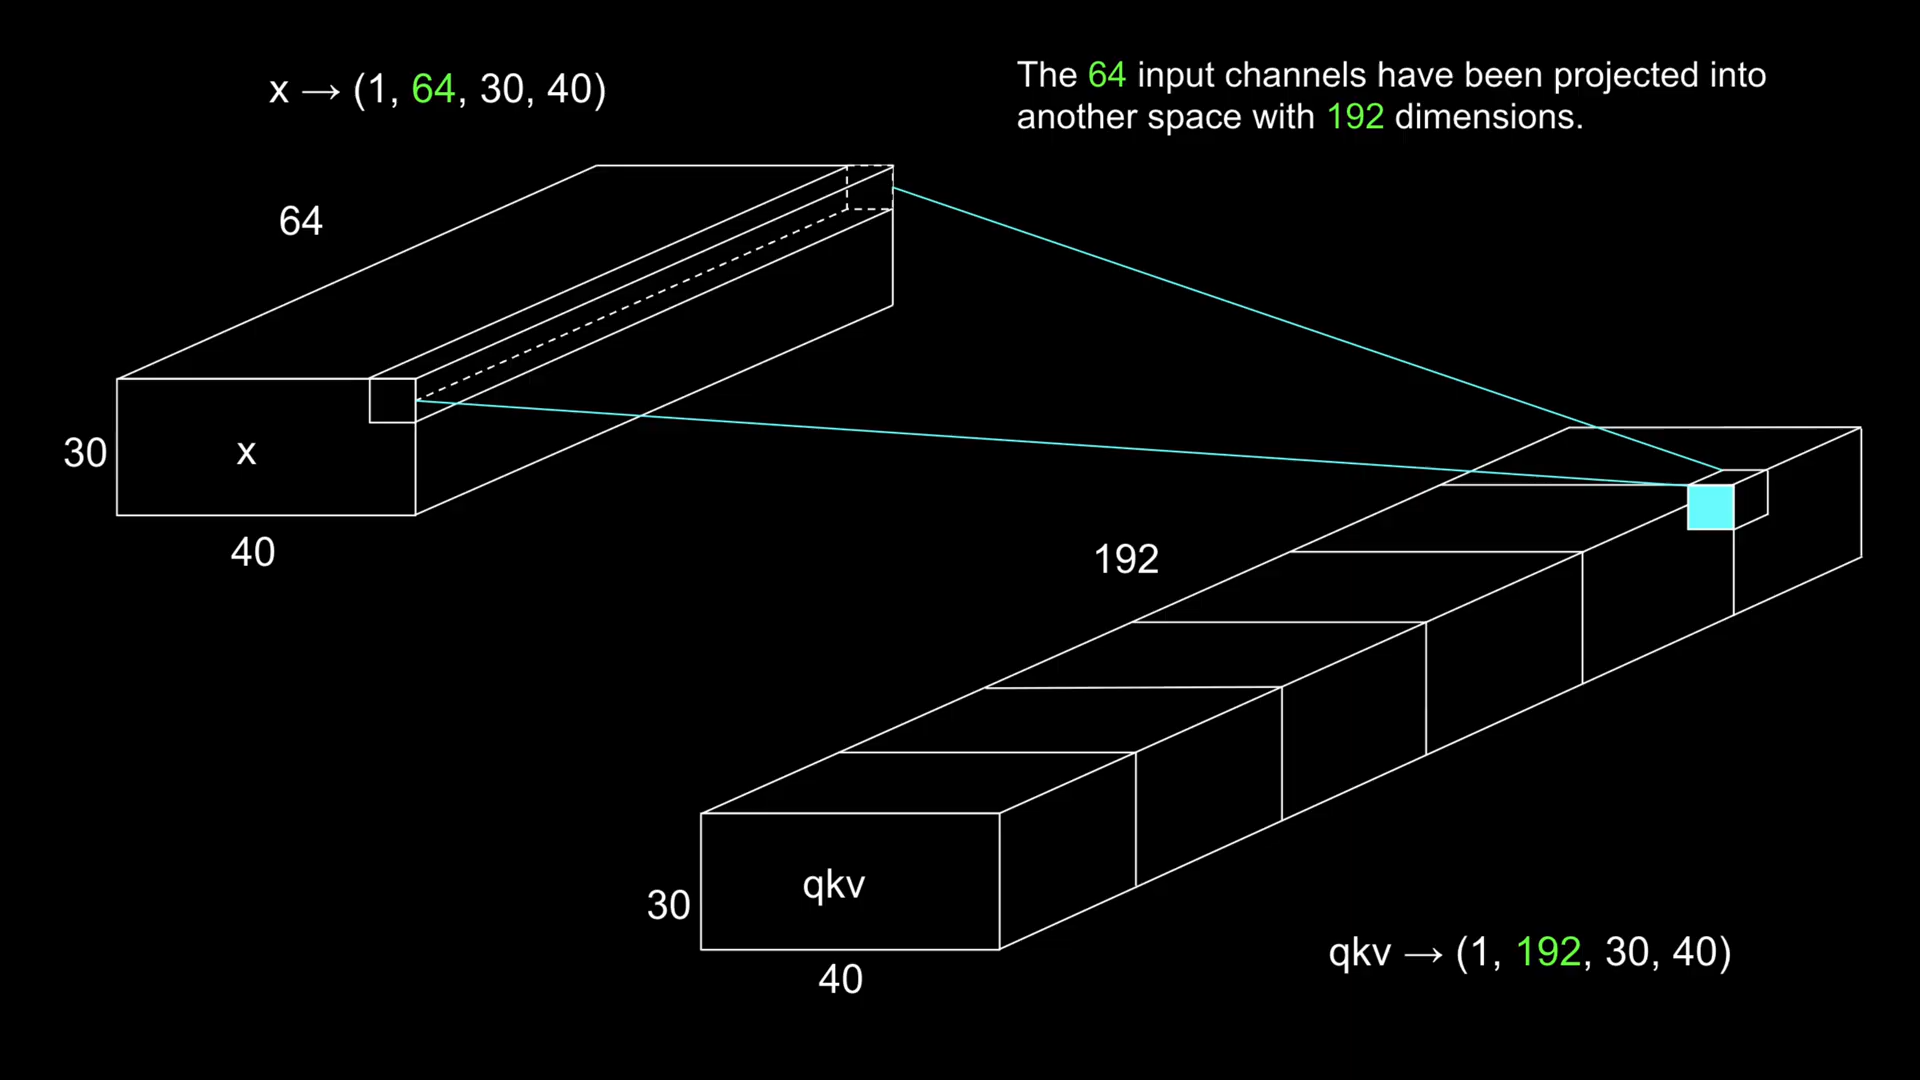 x → (1, 64, 30, 40)
The 64 input channels have been projected into
another space with 192 dimensions.
64
30
x
40
192
30
qkv
40
qkv → (1, 192, 30, 40)